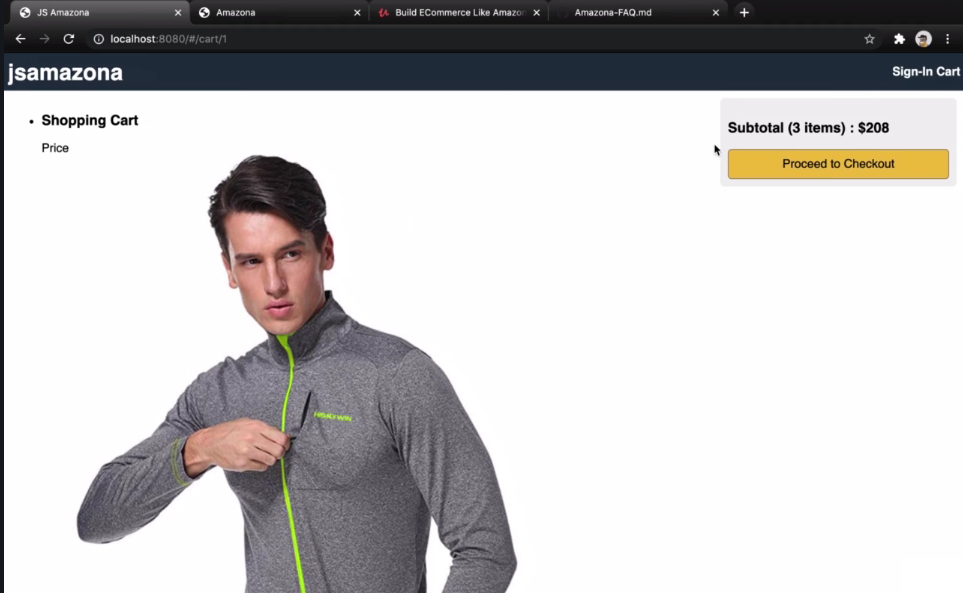 JS Amazona
Amazona
Build ECommerce Like Amazon
Amazona-FAQ.md
localhost:8080/#/cart/1
jsamazona
Sign-In Cart
Shopping Cart
Price
Subtotal (3 items) : $208
Proceed to Checkout